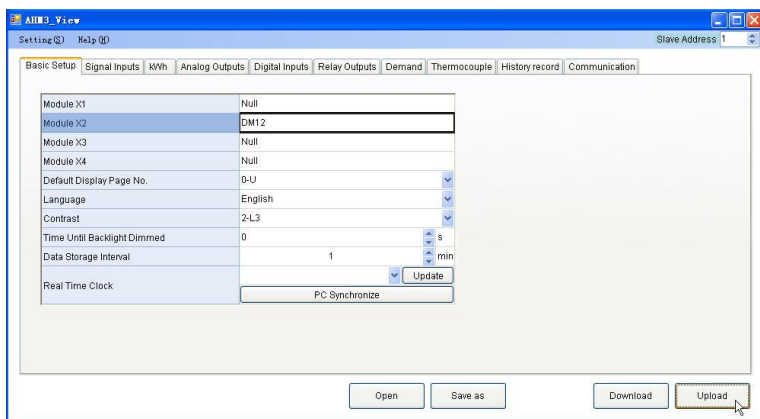 AHM3_View
Setting(S) Help(H) Slave Address 1
Basic Setup Signal Inputs kWh Analog Outputs Digital Inputs Relay Outputs Demand Thermocouple History record Communication
Module X1 Null
Module X2 DM12
Module X3 Null
Module X4 Null
Default Display Page No. 0-U
Language English
Contrast 2-L3
Time Until Backlight Dimmed 0 s
Data Storage Interval 1 min
Real Time Clock Update
PC Synchronize
Open Save as Download Upload